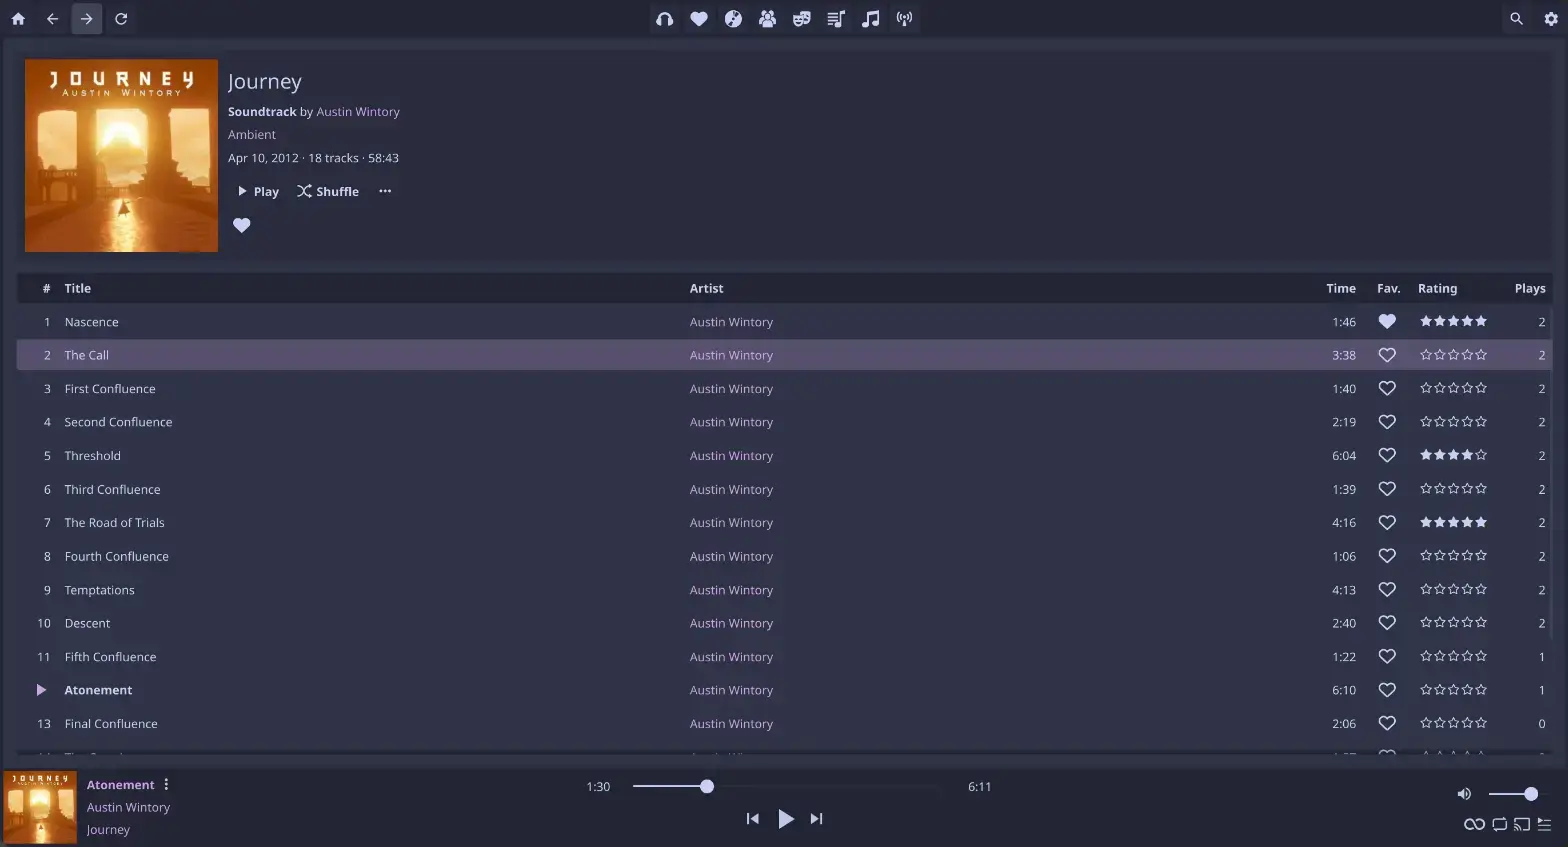 JOURNEY
AUSTIN WINTORY
Journey
Soundtrack by Austin Wintory
Ambient
Apr 10, 2012 · 18 tracks · 58:43
Play Shuffle ···
# Title Artist Time Fav. Rating Plays
1 Nascence Austin Wintory 1:46 2
2 The Call Austin Wintory 3:38 2
3 First Confluence Austin Wintory 1:40 2
4 Second Confluence Austin Wintory 2:19 2
5 Threshold Austin Wintory 6:04 2
6 Third Confluence Austin Wintory 1:39 2
7 The Road of Trials Austin Wintory 4:16 2
8 Fourth Confluence Austin Wintory 1:06 2
9 Temptations Austin Wintory 4:13 2
10 Descent Austin Wintory 2:40 2
11 Fifth Confluence Austin Wintory 1:22 1
Atonement Austin Wintory 6:10 1
13 Final Confluence Austin Wintory 2:06 0
JOURNEY
AUSTIN WINTORY
Atonement
Austin Wintory
Journey
1:30 6:11